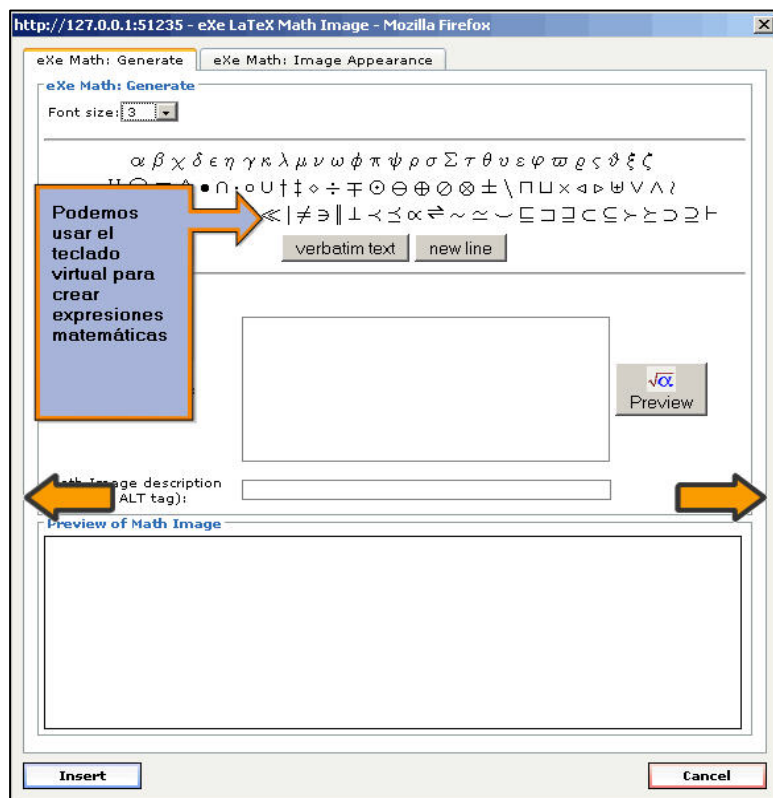 http://127.0.0.1:51235 - eXe LaTeX Math Image - Mozilla Firefox
eXe Math: Generate eXe Math: Image Appearance
eXe Math: Generate
Font size: 3
α β χ δ ϵ η γ κ λ μ ν ω ϕ π ψ ρ σ Σ τ θ υ ε φ ϖ ϱ ς ϑ ξ ζ
• ∩ · ∘ ∪ † ‡ ⋄ ÷ ∓ ⊙ ⊖ ⊕ ⊘ ⊗ ± \ ⊓ ⊔ × ◁ ▷ ⊎ ∨ ∧ ≀
≪ | ≠ ∋ ∥ ⊥ ≺ ⪯ ∝ ⇌ ∼ ≃ ⌣ ⊑ ⊐ ⊒ ⊂ ⊆ ≻ ⪰ ⊃ ⊇ ⊢
Podemos
usar el
teclado
virtual para
crear
expresiones
matemáticas
verbatim text new line
Preview
Image description
ALT tag):
Preview of Math Image
Insert Cancel